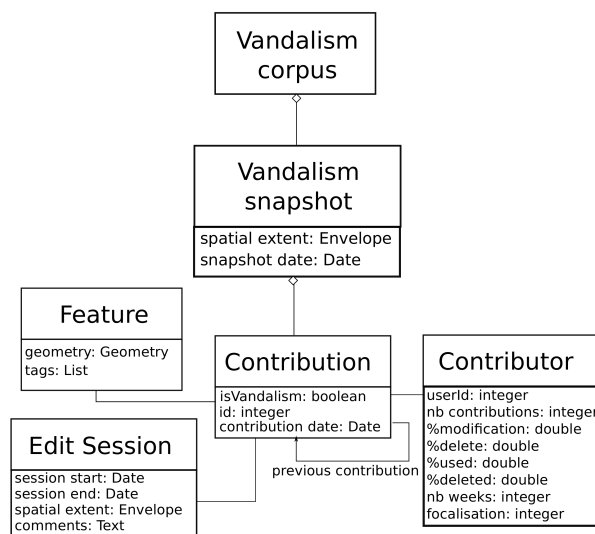 Vandalism
corpus
Vandalism
snapshot
spatial extent: Envelope
snapshot date: Date
Feature
geometry: Geometry
tags: List
Contribution
isVandalism: boolean
id: integer
contribution date: Date
previous contribution
Contributor
userId: integer
nb contributions: integer
%modification: double
%delete: double
%used: double
%deleted: double
nb weeks: integer
focalisation: integer
Edit Session
session start: Date
session end: Date
spatial extent: Envelope
comments: Text